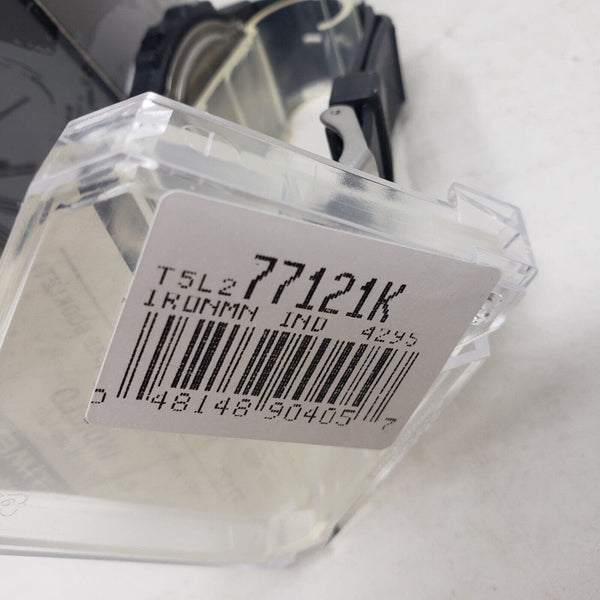 T5L2 77121K
IRONMN IND 4295
0 48148 90405 7